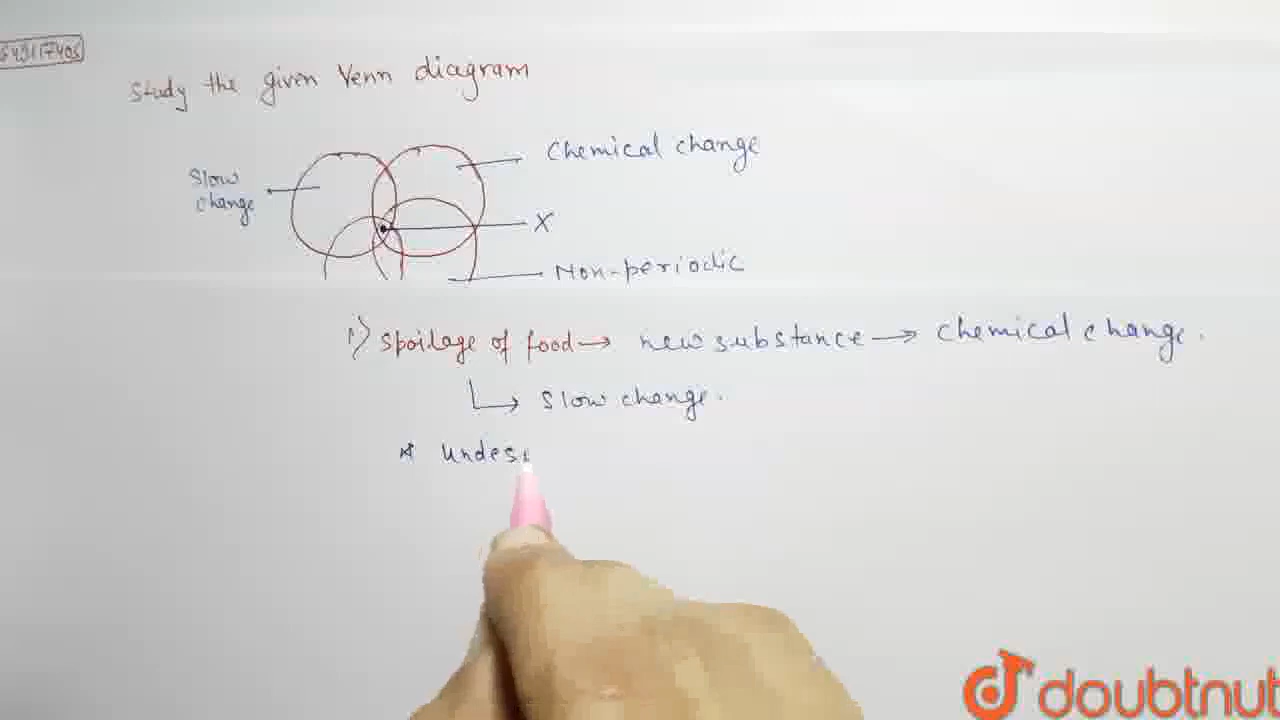 Study the given Venn diagram
Chemical change
Slow
change
X
Non-periodic
1) Spoilage of food → new substance → Chemical change.
→ Slow change.
* Undesi
doubtnut